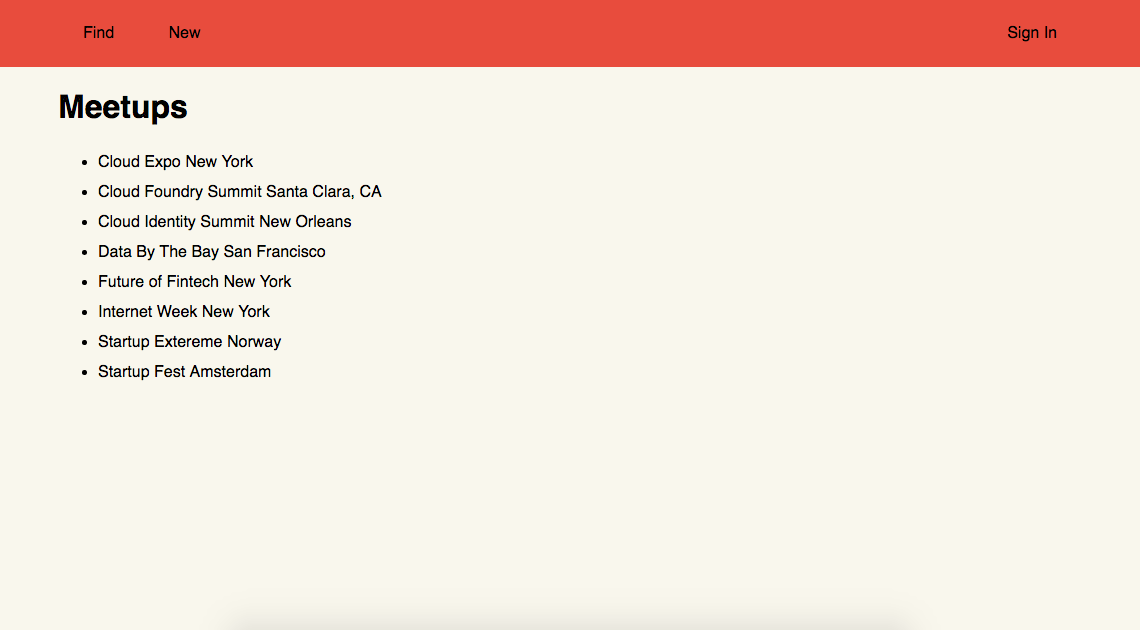 Find New Sign In
Meetups
Cloud Expo New York
Cloud Foundry Summit Santa Clara, CA
Cloud Identity Summit New Orleans
Data By The Bay San Francisco
Future of Fintech New York
Internet Week New York
Startup Extereme Norway
Startup Fest Amsterdam